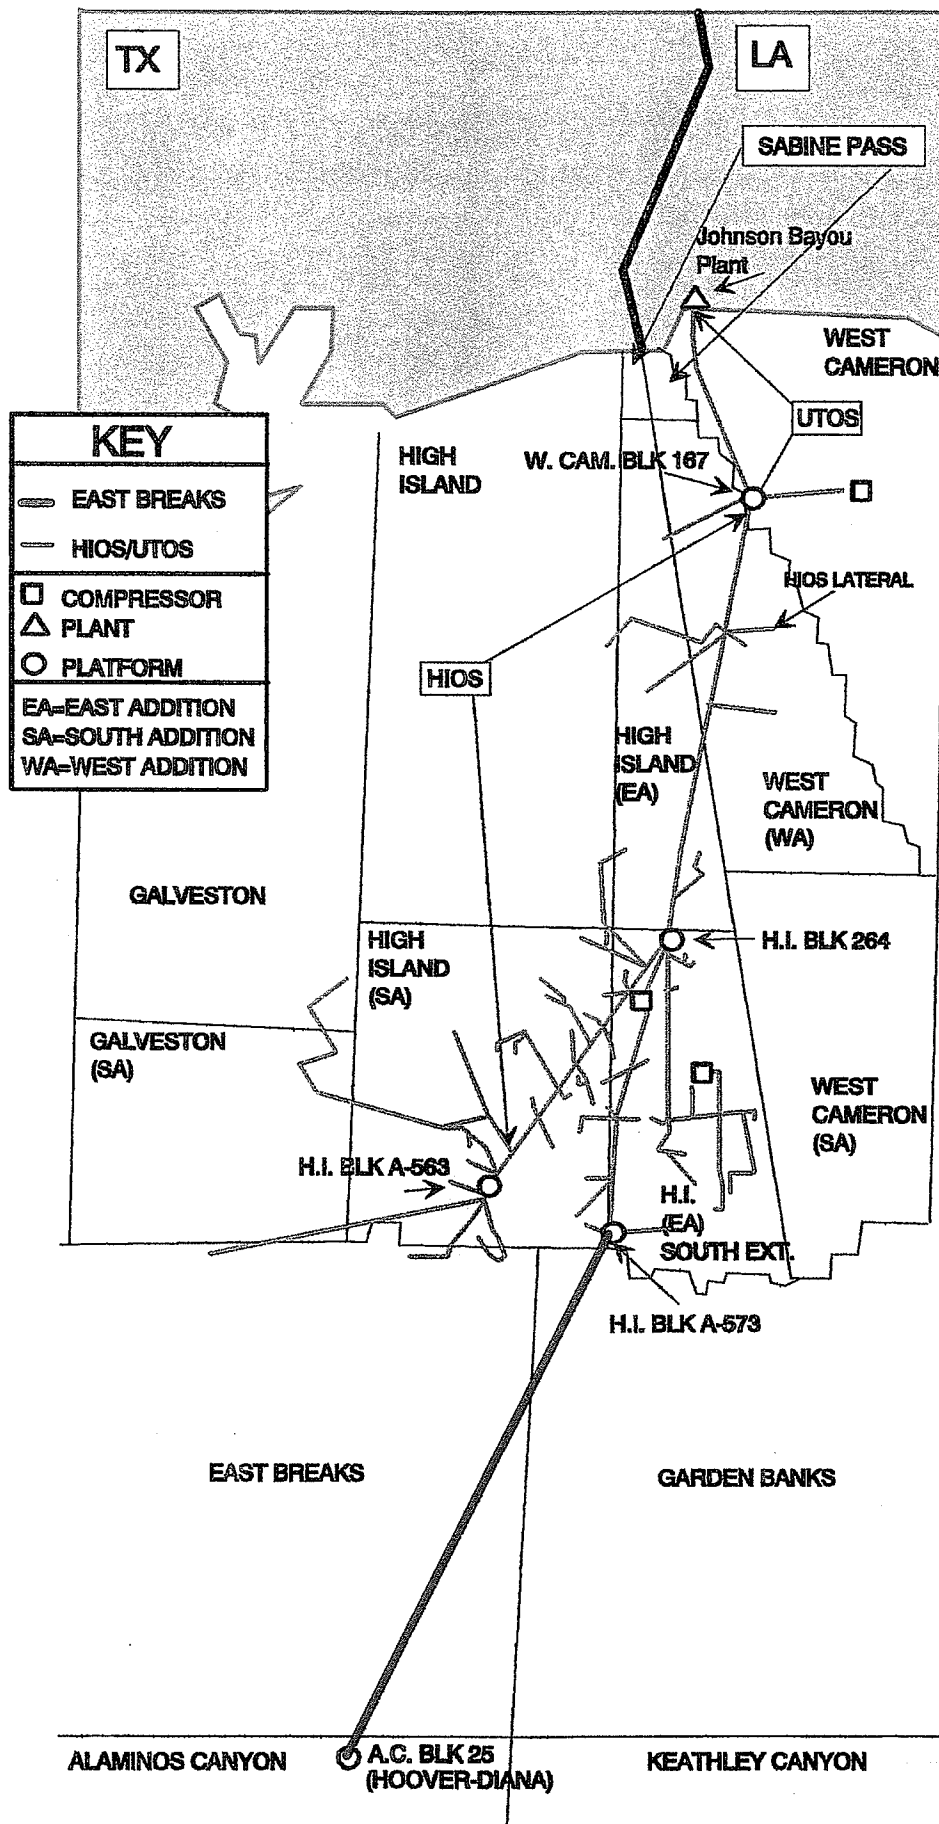 TX
LA
SABINE PASS
Johnson Bayou
Plant
WEST
CAMERON
UTOS
KEY
EAST BREAKS
HIOS/UTOS
COMPRESSOR
PLANT
PLATFORM
EA=EAST ADDITION
SA=SOUTH ADDITION
WA=WEST ADDITION
HIGH
ISLAND
W. CAM. BLK 167
HIOS LATERAL
HIOS
HIGH
ISLAND
(EA)
WEST
CAMERON
(WA)
GALVESTON
HIGH
ISLAND
(SA)
H.I. BLK 264
GALVESTON
(SA)
WEST
CAMERON
(SA)
H.I. BLK A-563
H.I.
(EA)
SOUTH EXT.
H.I. BLK A-573
EAST BREAKS
GARDEN BANKS
ALAMINOS CANYON
A.C. BLK 25
(HOOVER-DIANA)
KEATHLEY CANYON